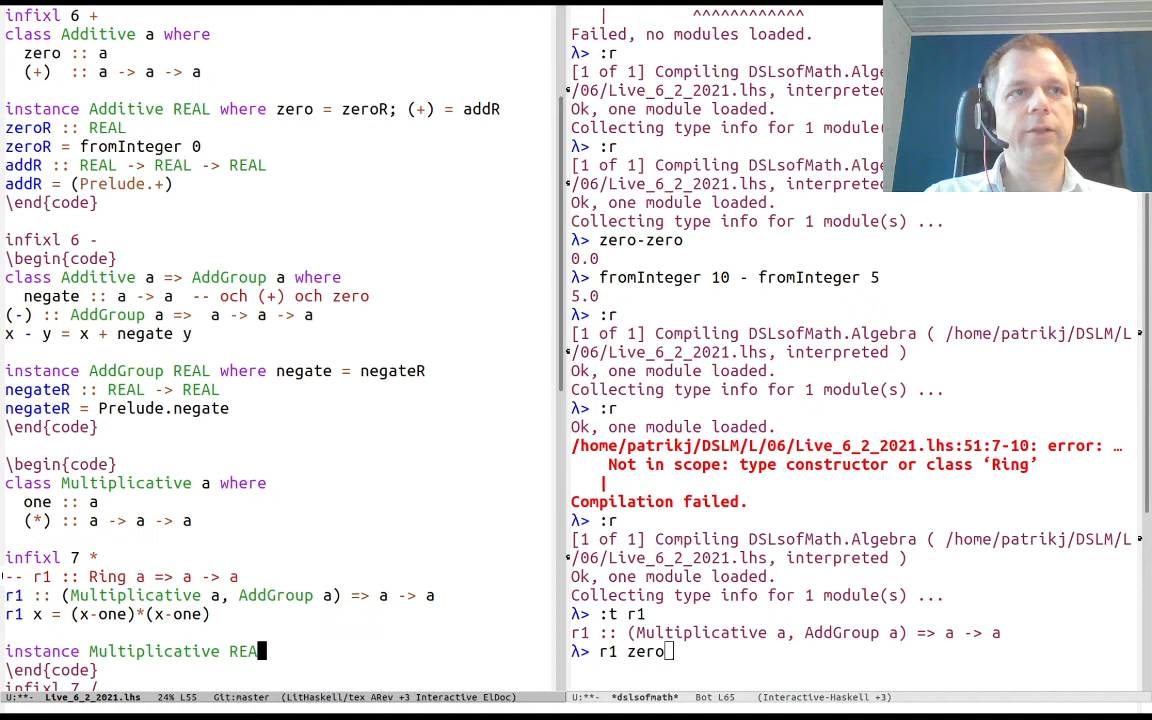 infixl 6 +
class Additive a where
  zero :: a
  (+)  :: a -> a -> a
instance Additive REAL where zero = zeroR; (+) = addR
zeroR :: REAL
zeroR = fromInteger 0
addR :: REAL -> REAL -> REAL
addR = (Prelude.+)
\end{code}
infixl 6 -
\begin{code}
class Additive a => AddGroup a where
  negate :: a -> a  -- och (+) och zero
(-) :: AddGroup a =>  a -> a -> a
x - y = x + negate y
instance AddGroup REAL where negate = negateR
negateR :: REAL -> REAL
negateR = Prelude.negate
\end{code}
\begin{code}
class Multiplicative a where
  one :: a
  (*) :: a -> a -> a
infixl 7 *
-- r1 :: Ring a => a -> a
r1 :: (Multiplicative a, AddGroup a) => a -> a
r1 x = (x-one)*(x-one)
instance Multiplicative REA
\end{code}
infixl 7 /
U:**-  Live_6_2_2021.lhs   24% L55   Git:master  (LitHaskell/tex ARev +3 Interactive ElDoc)
|          ^^^^^^^^^^^^
Failed, no modules loaded.
λ> :r
[1 of 1] Compiling DSLsofMath.Algebra
/06/Live_6_2_2021.lhs, interpreted
Ok, one module loaded.
Collecting type info for 1 module(
λ> :r
[1 of 1] Compiling DSLsofMath.Algebra
/06/Live_6_2_2021.lhs, interpreted
Ok, one module loaded.
Collecting type info for 1 module(s) ...
λ> zero-zero
0.0
λ> fromInteger 10 - fromInteger 5
5.0
λ> :r
[1 of 1] Compiling DSLsofMath.Algebra ( /home/patrikj/DSLM/L
/06/Live_6_2_2021.lhs, interpreted )
Ok, one module loaded.
Collecting type info for 1 module(s) ...
λ> :r
Ok, one module loaded.
/home/patrikj/DSLM/L/06/Live_6_2_2021.lhs:51:7-10: error: …
    Not in scope: type constructor or class ‘Ring’
   |
Compilation failed.
λ> :r
[1 of 1] Compiling DSLsofMath.Algebra ( /home/patrikj/DSLM/L
/06/Live_6_2_2021.lhs, interpreted )
Ok, one module loaded.
Collecting type info for 1 module(s) ...
λ> :t r1
r1 :: (Multiplicative a, AddGroup a) => a -> a
λ> r1 zero
U:**-  *dslsofmath*   Bot L65    (Interactive-Haskell +3)